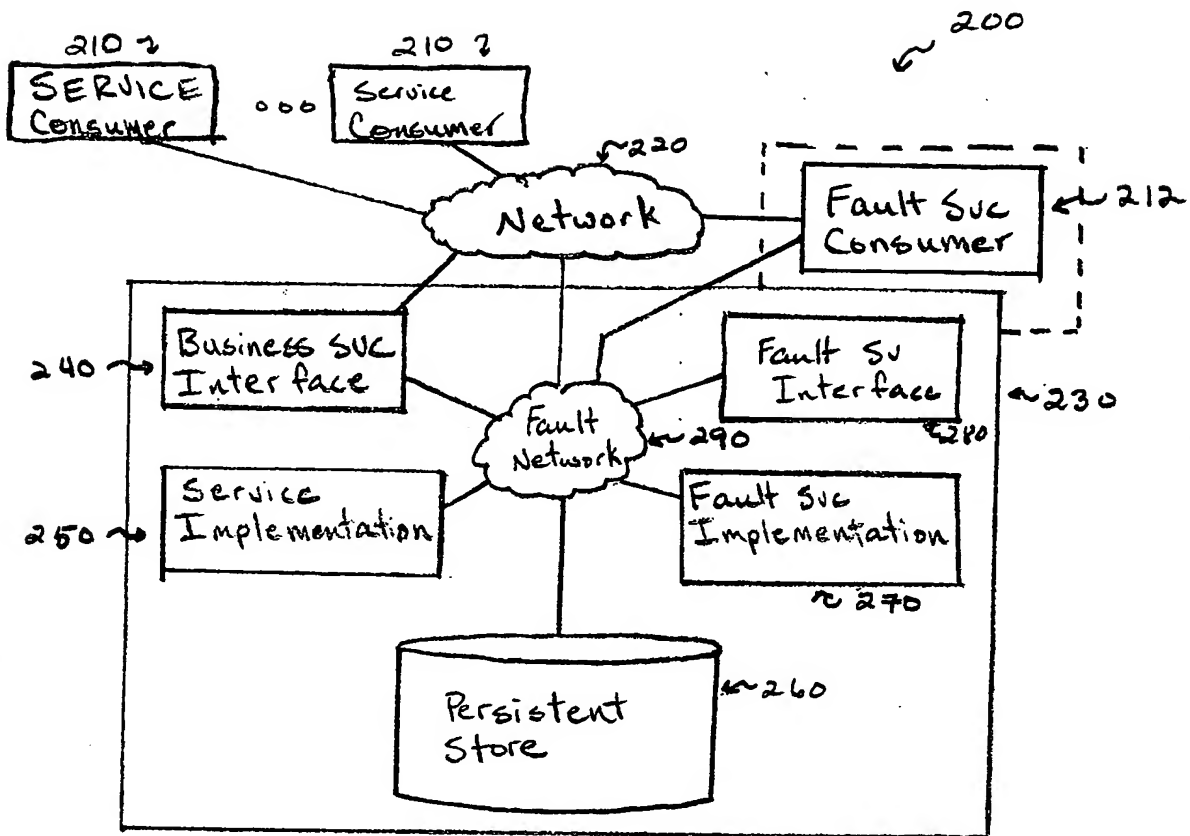 200
210
210
SERVICE
Consumer
Service
Consumer
220
Network
Fault Svc
Consumer
212
Business SVC
Interface
240
Fault Sv
Interface
230
280
Fault
Network
290
Service
Implementation
250
Fault Svc
Implementation
270
Persistent
Store
260